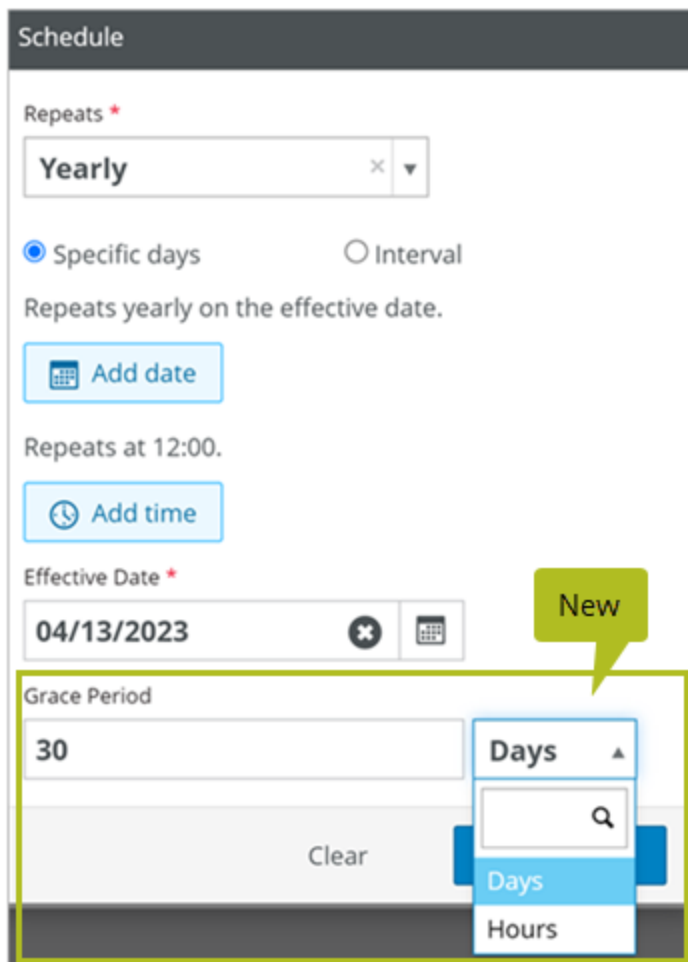 Schedule
Repeats *
Yearly
Specific days Interval
Repeats yearly on the effective date.
Add date
Repeats at 12:00.
Add time
Effective Date *
New
04/13/2023
Grace Period
30 Days
Clear
Days
Hours